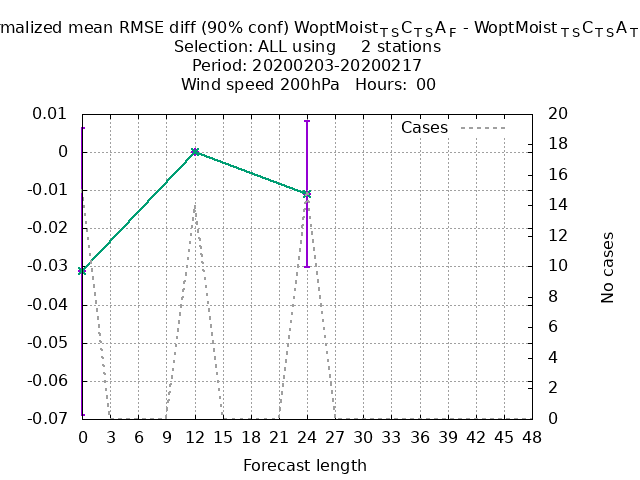 rmalized mean RMSE diff (90% conf) WoptMoist_TSC_TSA_F - WoptMoist_TSC_TSA_T
Selection: ALL using 2 stations
Period: 20200203-20200217
Wind speed 200hPa Hours: 00
Cases
0.01
0
-0.01
-0.02
-0.03
-0.04
-0.05
-0.06
-0.07
20
18
16
14
12
10
8
6
4
2
0
No cases
0 3 6 9 12 15 18 21 24 27 30 33 36 39 42 45 48
Forecast length